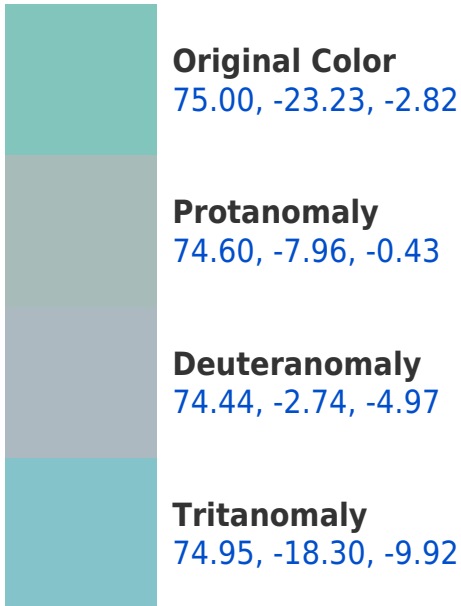 Original Color
75.00, -23.23, -2.82
Protanomaly
74.60, -7.96, -0.43
Deuteranomaly
74.44, -2.74, -4.97
Tritanomaly
74.95, -18.30, -9.92